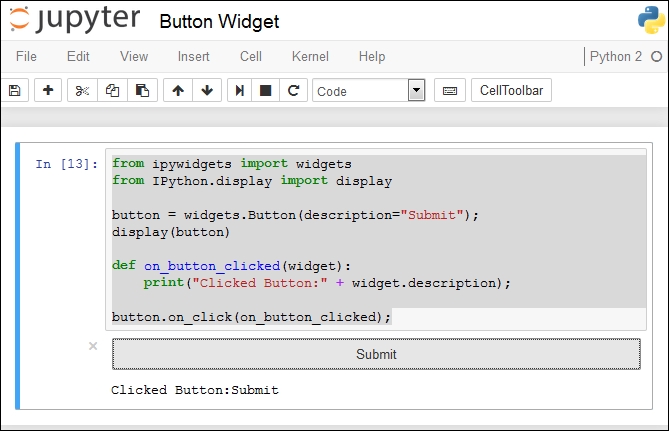 jupyter Button Widget
File Edit View Insert Cell Kernel Help Python 2
Code CellToolbar
In [13]: from ipywidgets import widgets
from IPython.display import display
button = widgets.Button(description="Submit");
display(button)
def on_button_clicked(widget):
    print("Clicked Button:" + widget.description);
button.on_click(on_button_clicked);
Submit
Clicked Button:Submit